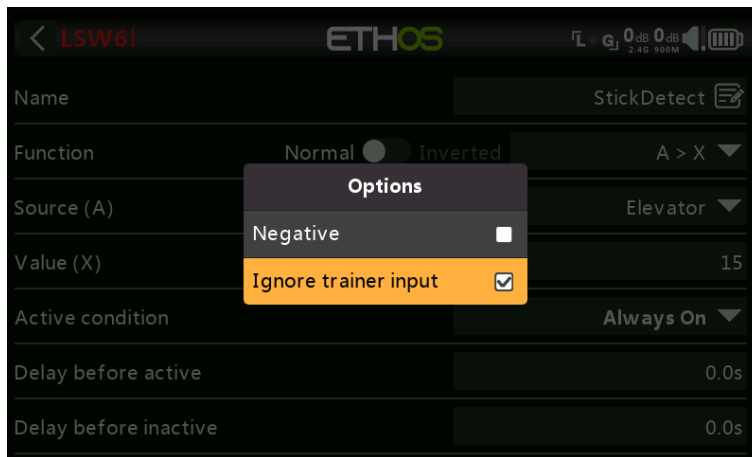 LSW6 ETHOS L G 0dB 0dB
2.4G 900M
Name StickDetect
Function Normal Inverted A > X
Options
Source (A) Elevator
Negative
Value (X) 15
Ignore trainer input
Active condition Always On
Delay before active 0.0s
Delay before inactive 0.0s